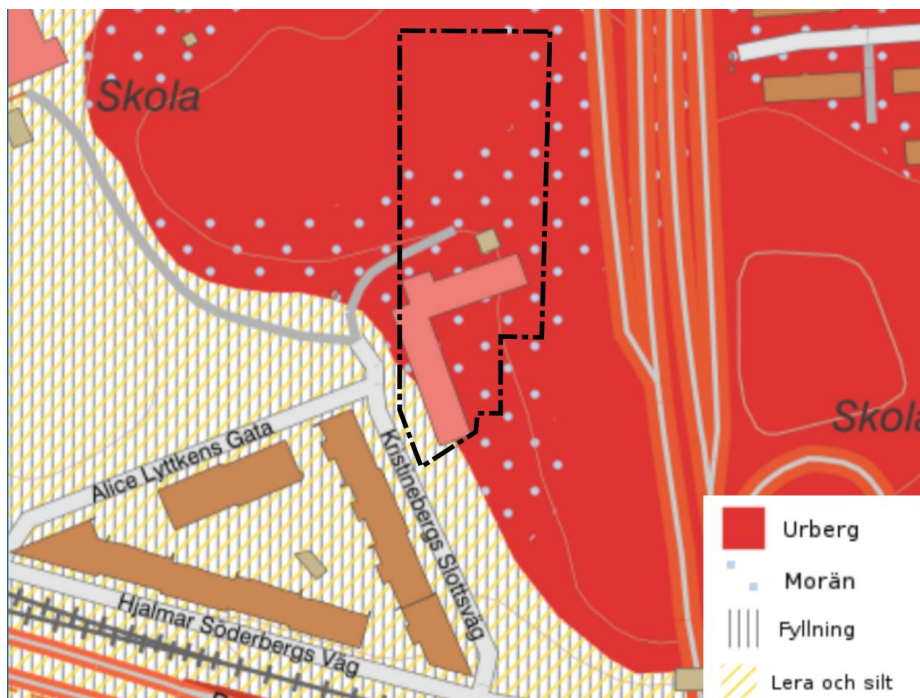 Skola
Skola
Alice Lyttkens Gata
Kristinebergs Slottsväg
Hjalmar Söderbergs Väg
Urberg
Morän
Fyllning
Lera och silt